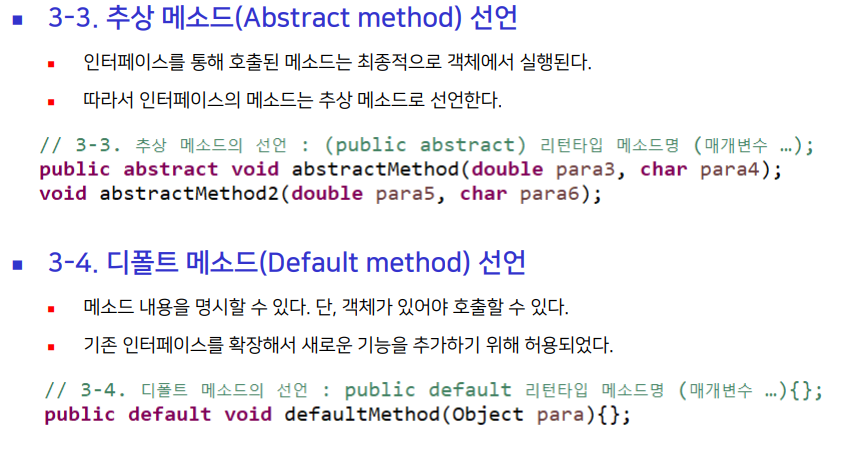 3-3. 추상 메소드(Abstract method) 선언
인터페이스를 통해 호출된 메소드는 최종적으로 객체에서 실행된다.
따라서 인터페이스의 메소드는 추상 메소드로 선언한다.
// 3-3. 추상 메소드의 선언 : (public abstract) 리턴타입 메소드명 (매개변수 …);
public abstract void abstractMethod(double para3, char para4);
void abstractMethod2(double para5, char para6);
3-4. 디폴트 메소드(Default method) 선언
메소드 내용을 명시할 수 있다. 단, 객체가 있어야 호출할 수 있다.
기존 인터페이스를 확장해서 새로운 기능을 추가하기 위해 허용되었다.
// 3-4. 디폴트 메소드의 선언 : public default 리턴타입 메소드명 (매개변수 …){};
public default void defaultMethod(Object para){};